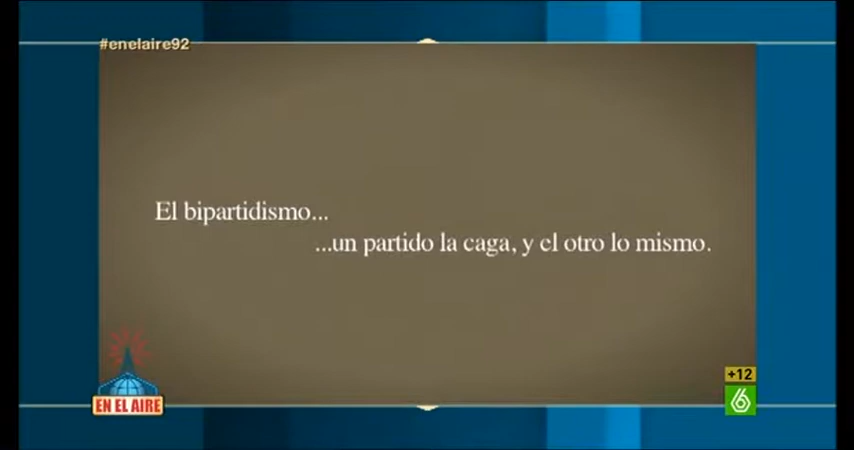 #enelaire92
El bipartidismo...
...un partido la caga, y el otro lo mismo.
EN EL AIRE
+12
6